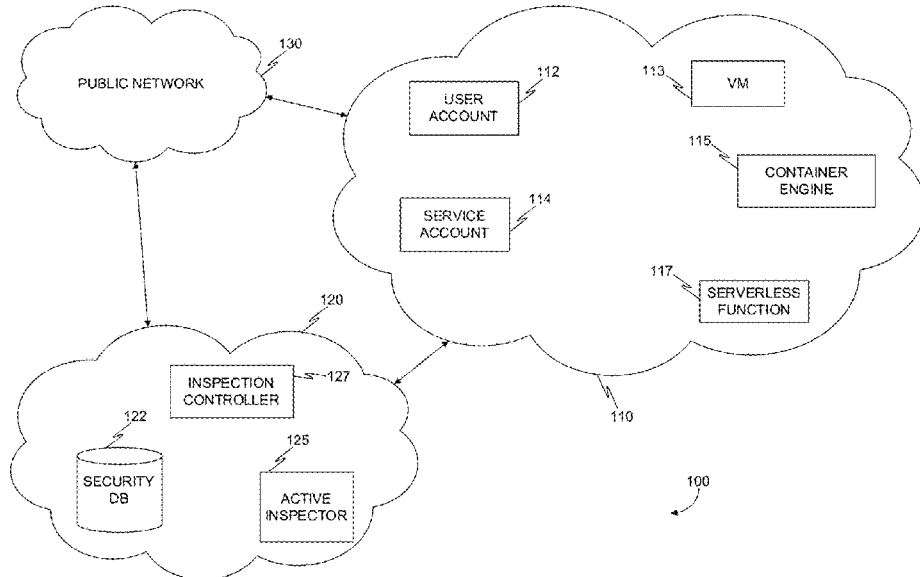 130
PUBLIC NETWORK
112
USER
ACCOUNT
113
VM
115
CONTAINER
ENGINE
114
SERVICE
ACCOUNT
117
SERVERLESS
FUNCTION
120
INSPECTION
CONTROLLER
127
110
122
SECURITY
DB
125
ACTIVE
INSPECTOR
100